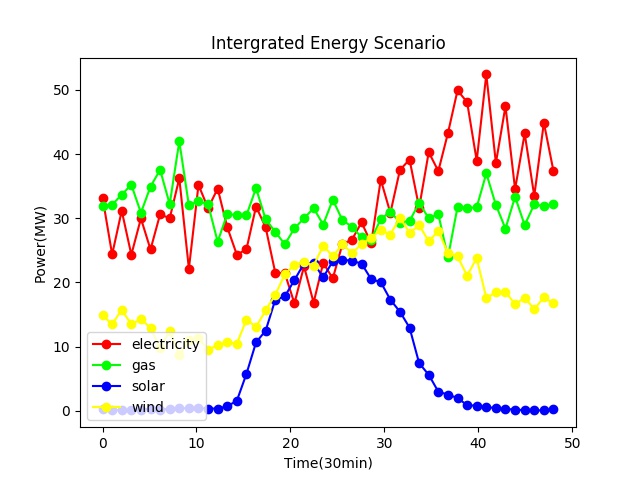 Intergrated Energy Scenario
Power(MW)
50
40
30
20
10
0
electricity
gas
solar
wind
0 10 20 30 40 50
Time(30min)